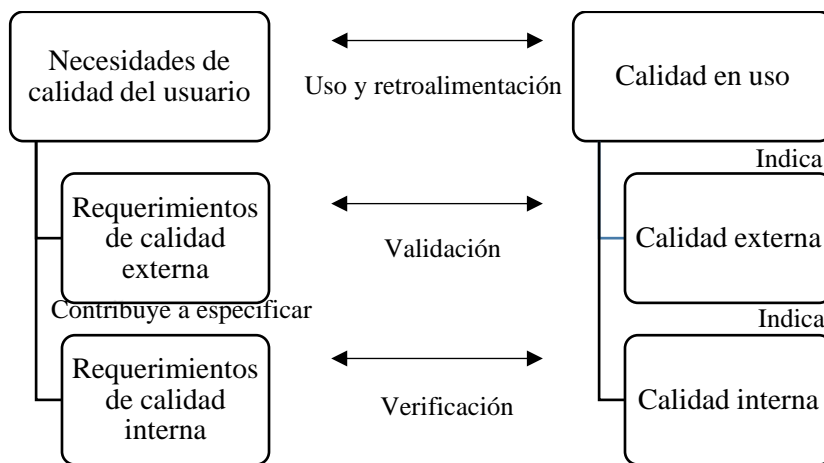 Necesidades de
calidad del usuario
Uso y retroalimentación
Calidad en uso
Indica
Requerimientos
de calidad
externa
Validación
Calidad externa
Contribuye a especificar
Indica
Requerimientos
de calidad
interna
Verificación
Calidad interna